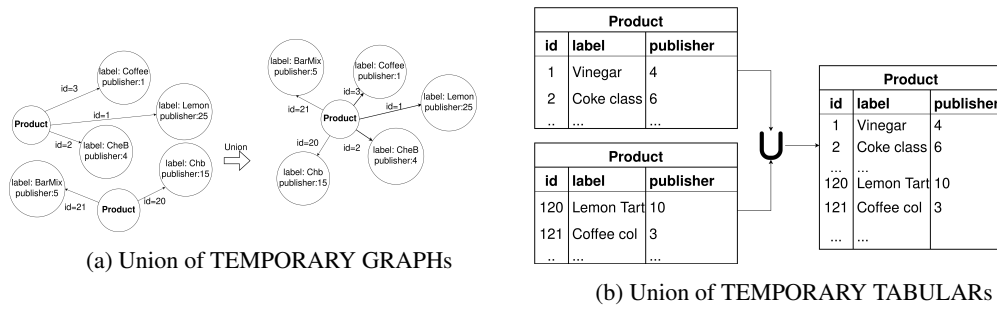 label: Coffee
publisher:1
id=3
label: Lemon
publisher:25
id=1
Product
id=2
label: CheB
publisher:4
label: Chb
publisher:15
label: BarMix
publisher:5
id=21
Product
id=20
Union
label: BarMix
publisher:5
label: Coffee
publisher:1
id=3
id=21
label: Lemon
publisher:25
id=1
Product
id=20
id=2
label: CheB
publisher:4
label: Chb
publisher:15
(a) Union of TEMPORARY GRAPHs
Product
id label publisher
1 Vinegar 4
2 Coke class 6
.. ... ...
Product
id label publisher
120 Lemon Tart 10
121 Coffee col 3
.. ... ...
U
Product
id label publisher
1 Vinegar 4
2 Coke class 6
... ...
120 Lemon Tart 10
121 Coffee col 3
... ...
(b) Union of TEMPORARY TABULARs